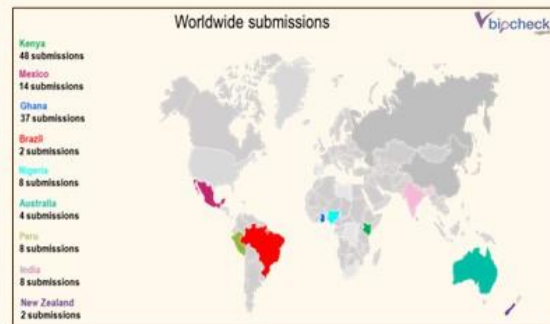 Worldwide submissions
bipcheck
Kenya
48 submissions
Mexico
14 submissions
Ghana
37 submissions
Brazil
2 submissions
Nigeria
8 submissions
Australia
4 submissions
Peru
8 submissions
India
8 submissions
New Zealand
2 submissions